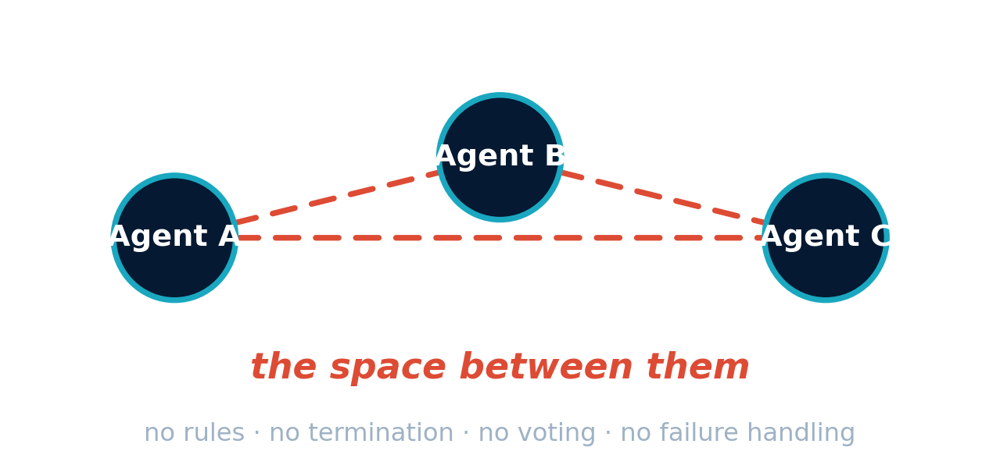 Agent B
Agent A
Agent C
the space between them
no rules · no termination · no voting · no failure handling